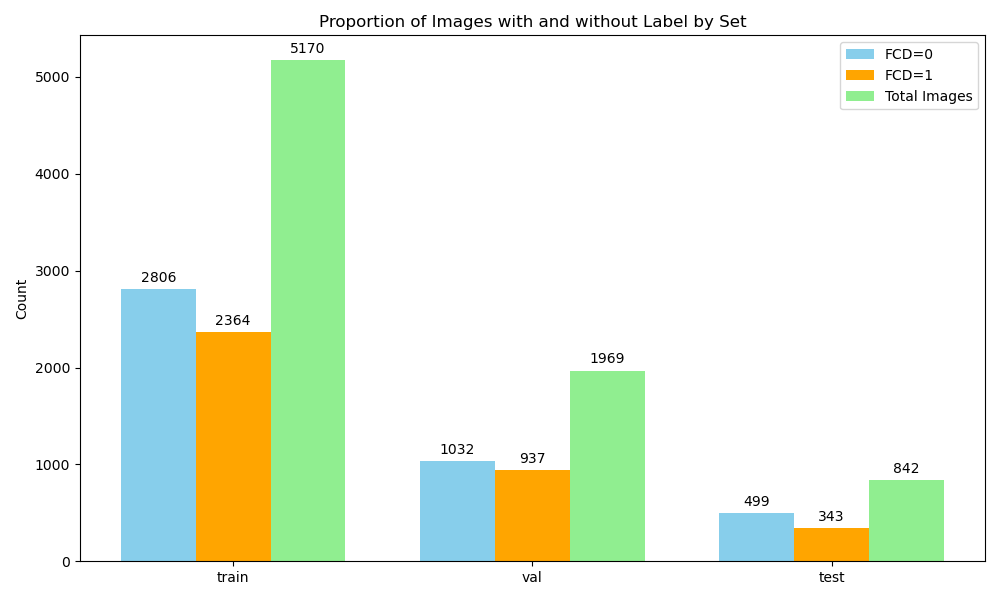 Proportion of Images with and without Label by Set
FCD=0
FCD=1
Total Images
Count
5000
4000
3000
2000
1000
0
2806
2364
5170
1032
937
1969
499
343
842
train
val
test